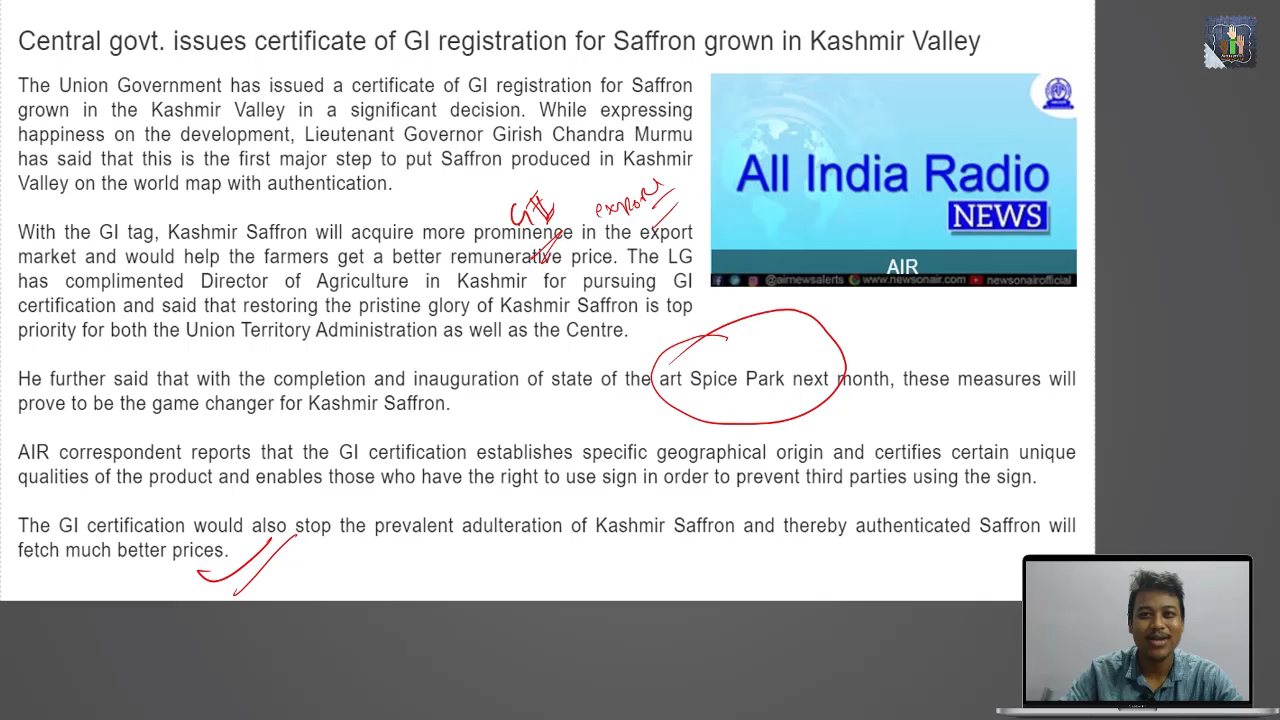 Central govt. issues certificate of GI registration for Saffron grown in Kashmir Valley
The Union Government has issued a certificate of GI registration for Saffron
grown in the Kashmir Valley in a significant decision. While expressing
happiness on the development, Lieutenant Governor Girish Chandra Murmu
has said that this is the first major step to put Saffron produced in Kashmir
Valley on the world map with authentication.
GI
export
With the GI tag, Kashmir Saffron will acquire more prominence in the export
market and would help the farmers get a better remunerative price. The LG
has complimented Director of Agriculture in Kashmir for pursuing GI
certification and said that restoring the pristine glory of Kashmir Saffron is top
priority for both the Union Territory Administration as well as the Centre.
All India Radio
NEWS
AIR
@airnewsalerts www.newsonair.com newsonairofficial
He further said that with the completion and inauguration of state of the art Spice Park next month, these measures will
prove to be the game changer for Kashmir Saffron.
AIR correspondent reports that the GI certification establishes specific geographical origin and certifies certain unique
qualities of the product and enables those who have the right to use sign in order to prevent third parties using the sign.
The GI certification would also stop the prevalent adulteration of Kashmir Saffron and thereby authenticated Saffron will
fetch much better prices.